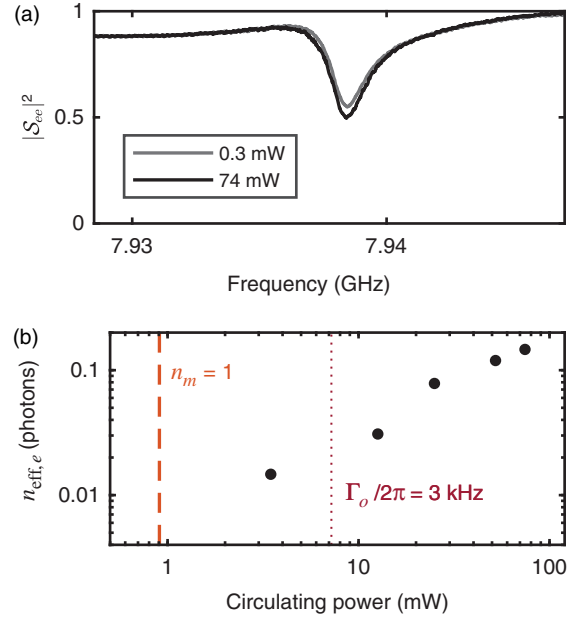 (a)
1
0.5
0
|S_ee|²
0.3 mW
74 mW
7.93
7.94
Frequency (GHz)
(b)
0.1
0.01
n_eff, e (photons)
n_m = 1
Γ_o /2π = 3 kHz
1
10
100
Circulating power (mW)